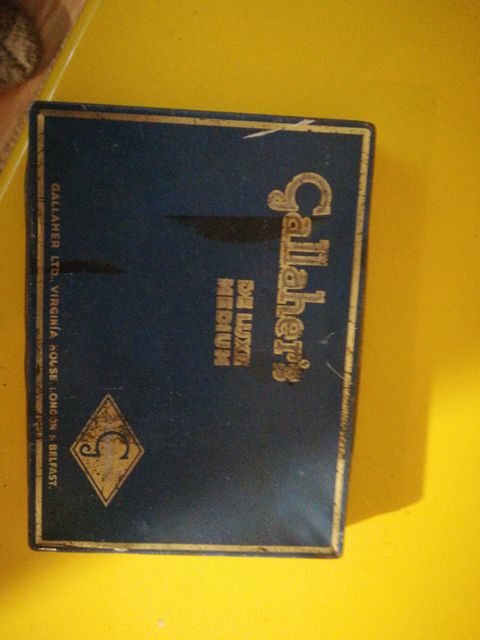 Gallaher's
DE LUXE
MEDIUM
G
GALLAHER LTD. VIRGINIA HOUSE, LONDON & BELFAST.